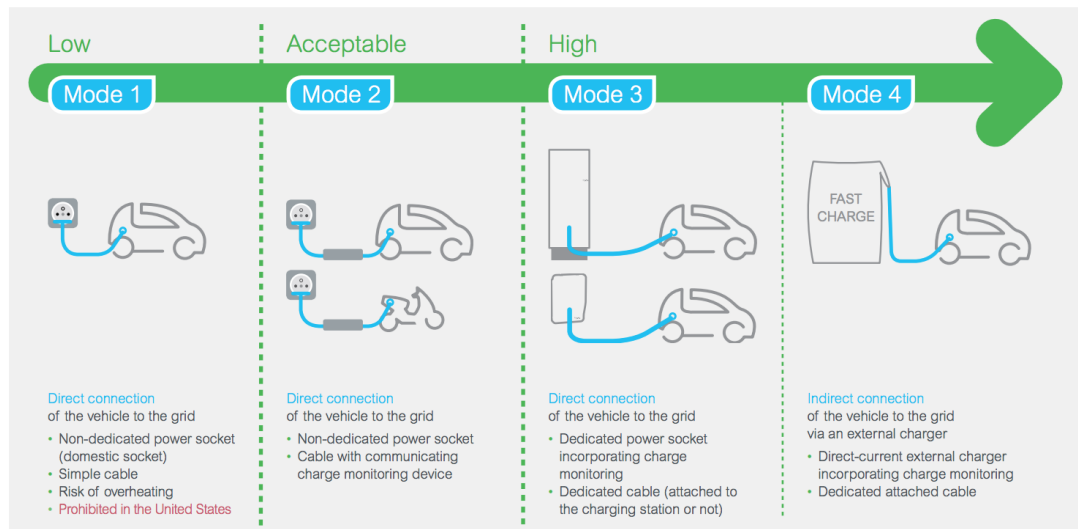 Low
Acceptable
High
Mode 1
Mode 2
Mode 3
Mode 4
FAST
CHARGE
Direct connection
of the vehicle to the grid
• Non-dedicated power socket
(domestic socket)
• Simple cable
• Risk of overheating
• Prohibited in the United States
Direct connection
of the vehicle to the grid
• Non-dedicated power socket
• Cable with communicating
charge monitoring device
Direct connection
of the vehicle to the grid
• Dedicated power socket
incorporating charge
monitoring
• Dedicated cable (attached to
the charging station or not)
Indirect connection
of the vehicle to the grid
via an external charger
• Direct-current external charger
incorporating charge monitoring
• Dedicated attached cable